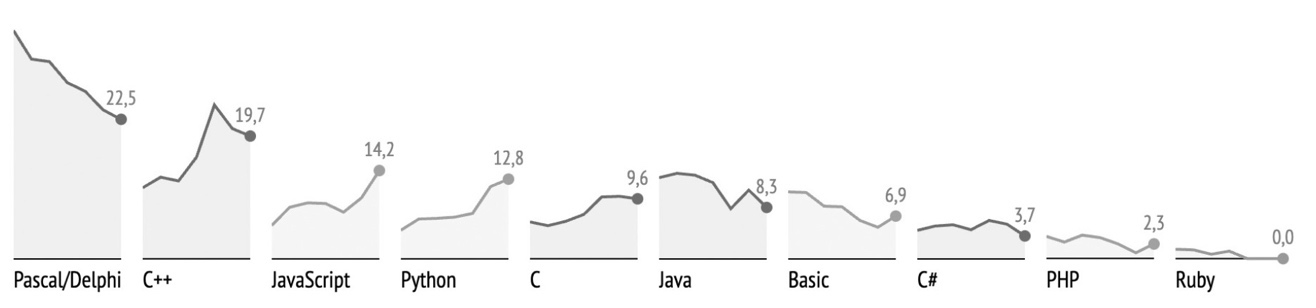 22,5
19,7
14,2
12,8
9,6
8,3
6,9
3,7
2,3
0,0
Pascal/Delphi
C++
JavaScript
Python
C
Java
Basic
C#
PHP
Ruby